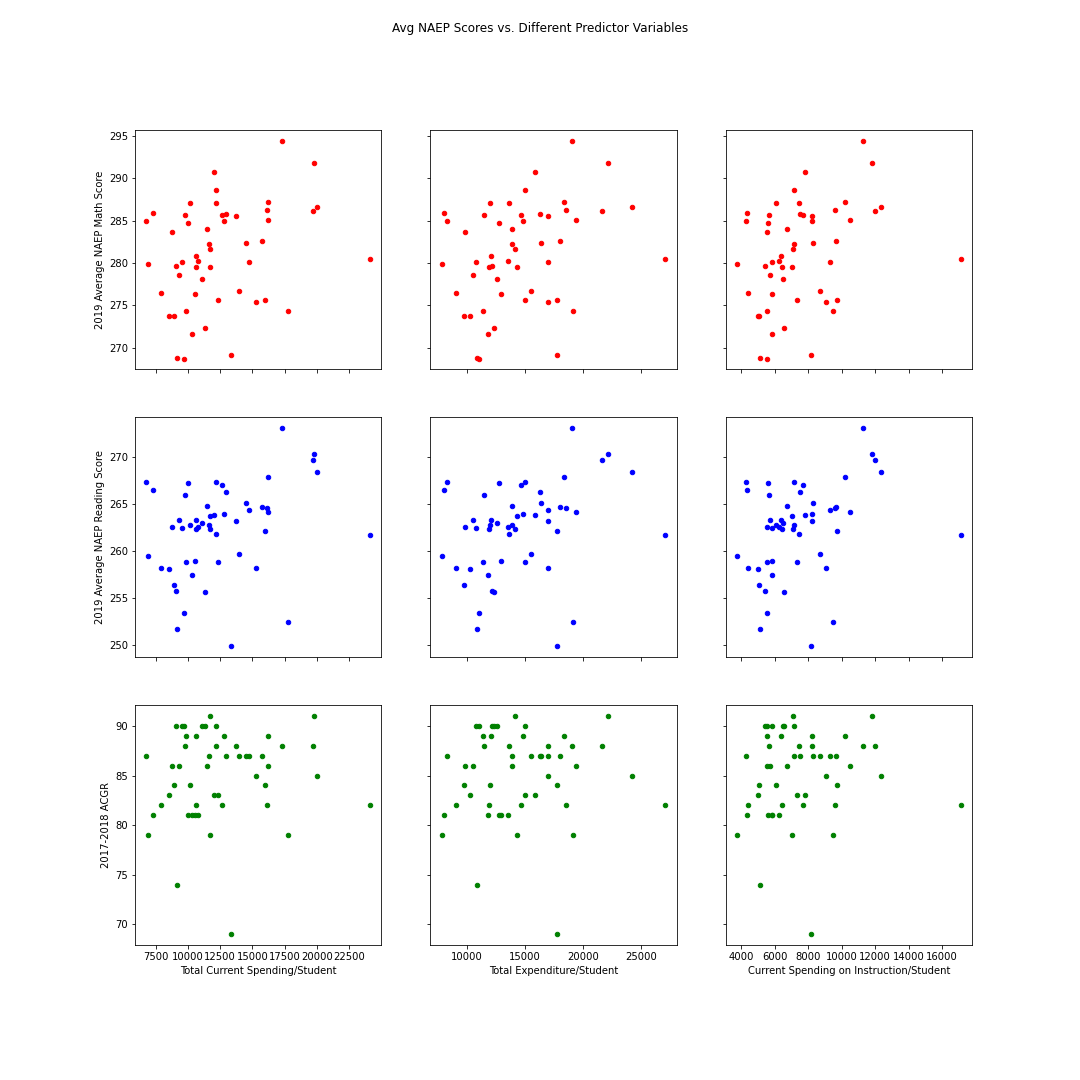 Avg NAEP Scores vs. Different Predictor Variables
295
290
285
280
275
270
2019 Average NAEP Math Score
270
265
260
255
250
2019 Average NAEP Reading Score
90
85
80
75
70
2017-2018 ACGR
7500 10000 12500 15000 17500 20000 22500
Total Current Spending/Student
10000 15000 20000 25000
Total Expenditure/Student
4000 6000 8000 10000 12000 14000 16000
Current Spending on Instruction/Student